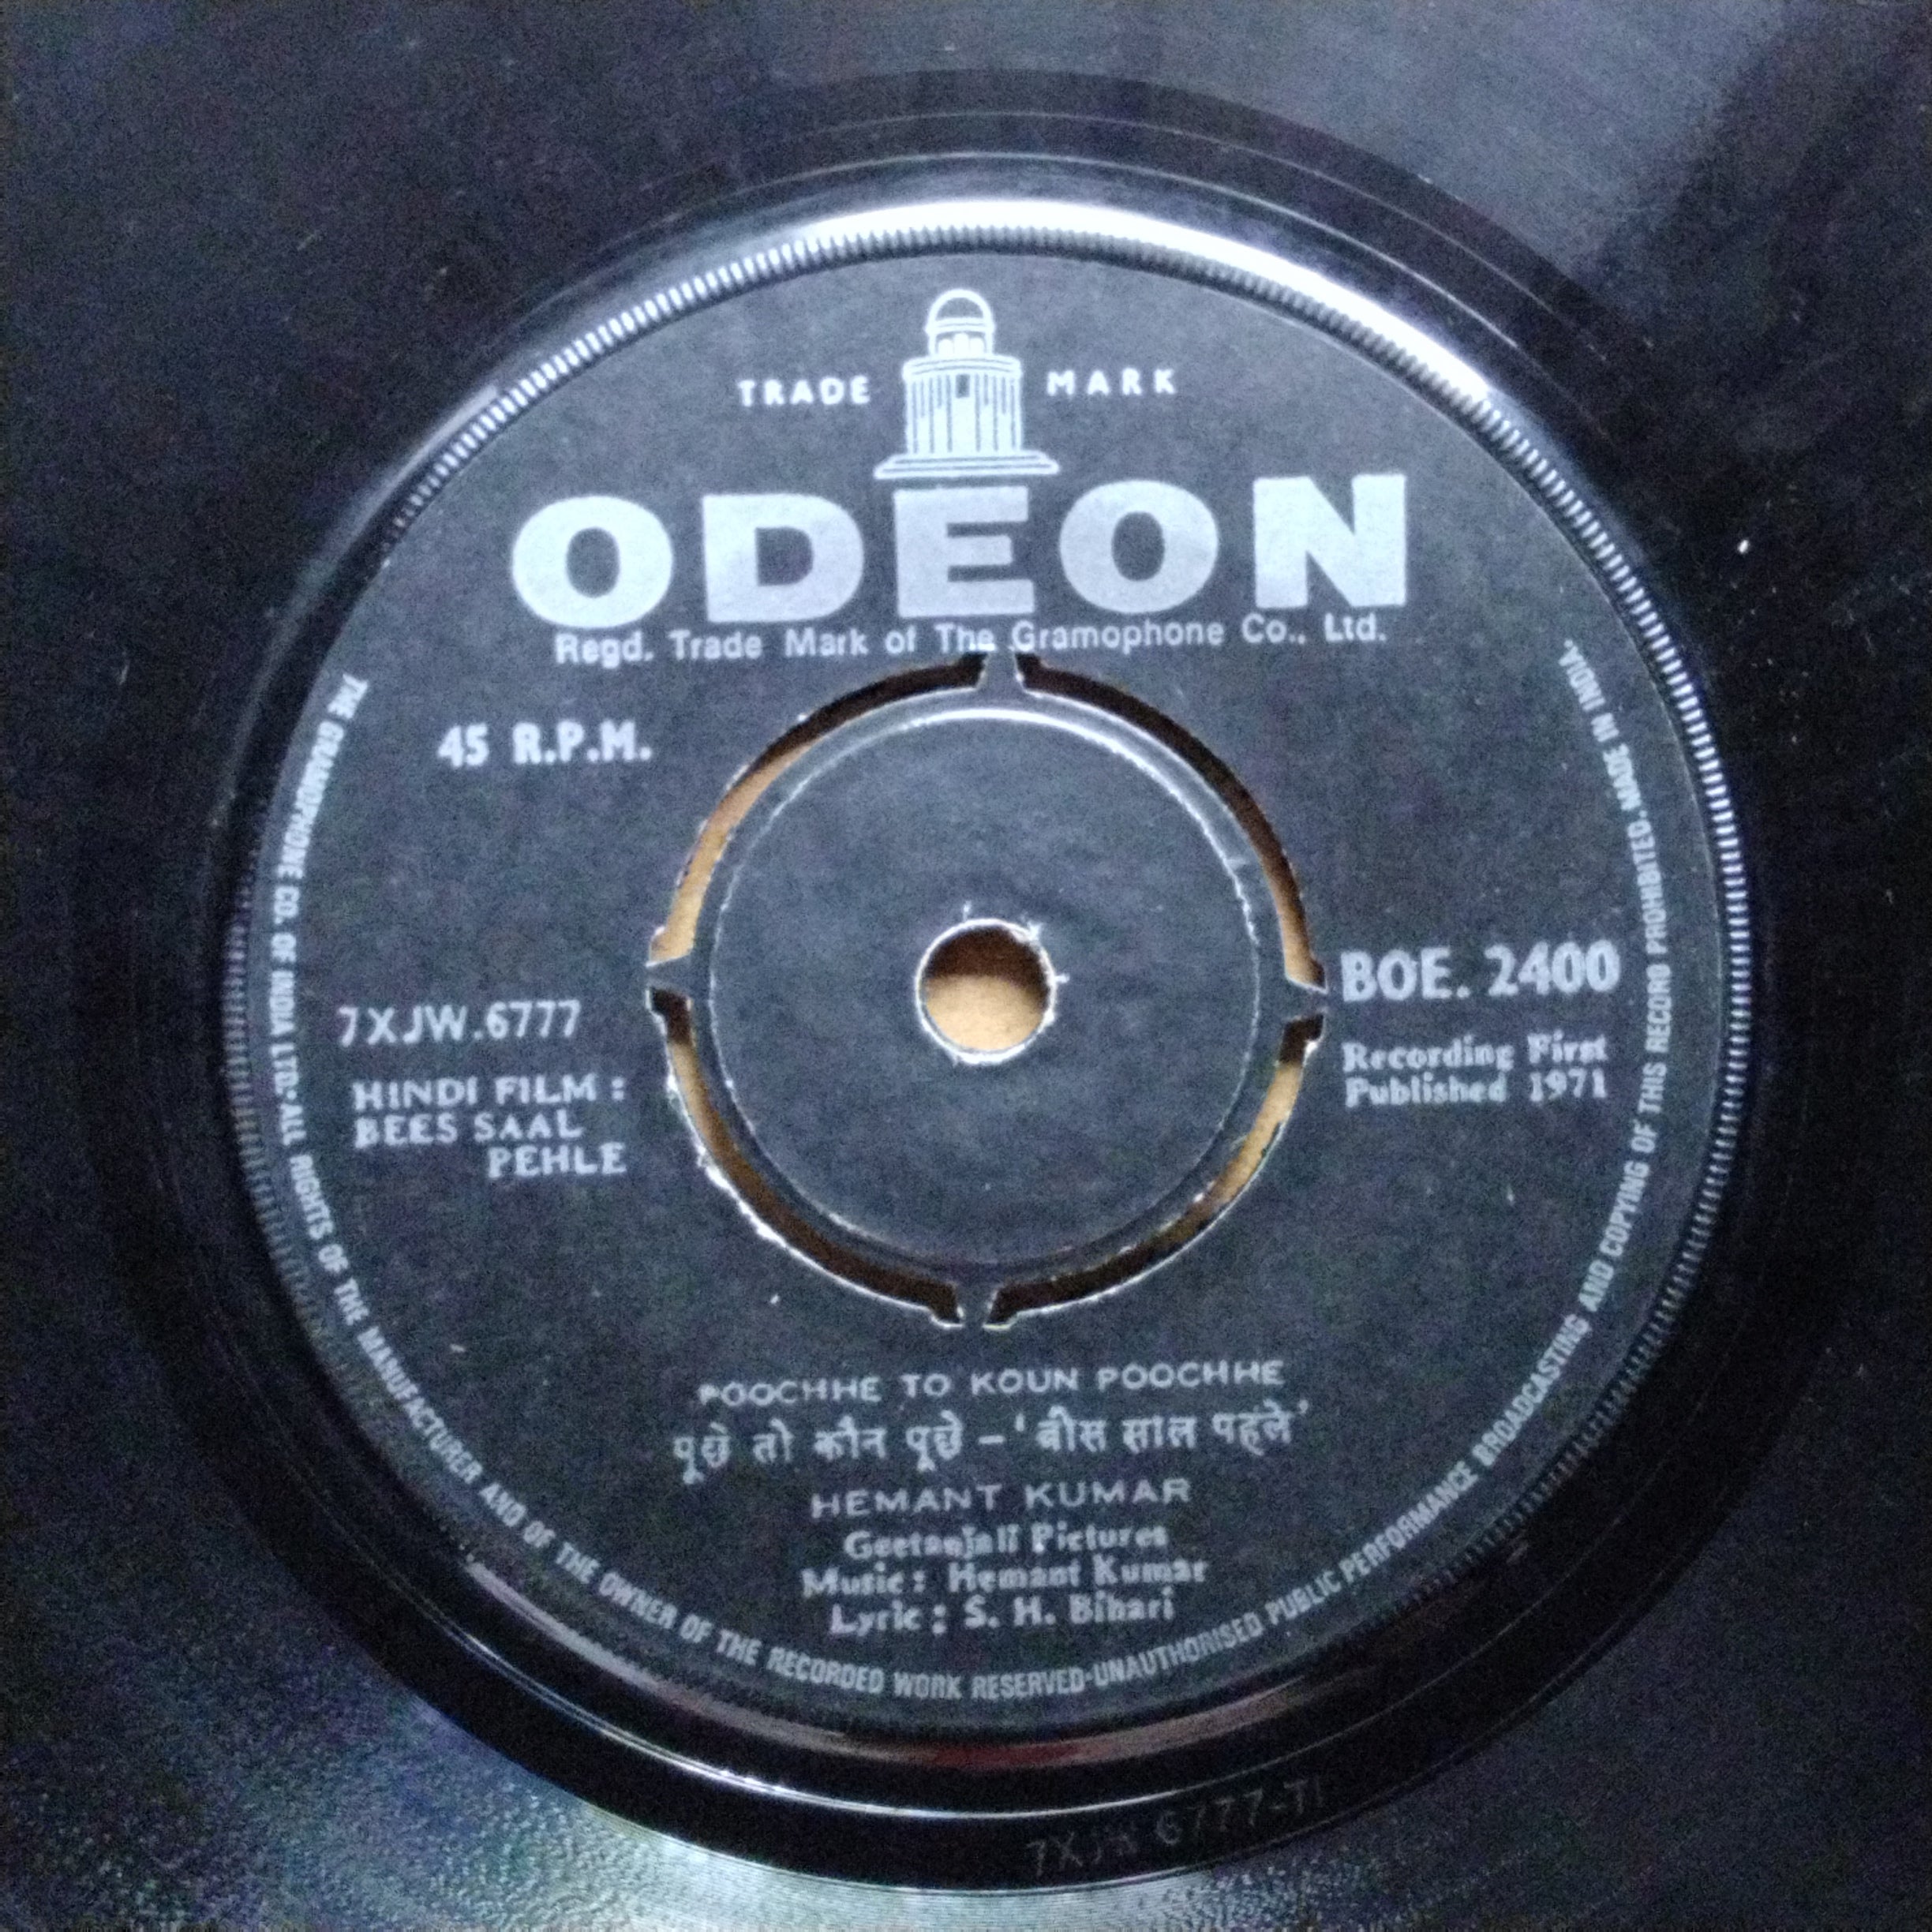 TRADE MARK
ODEON
Regd. Trade Mark of The Gramophone Co., Ltd.
45 R.P.M.
7XJW.6777
HINDI FILM :
BEES SAAL
PEHLE
BOE. 2400
Recording First
Published 1971
POOCHHE TO KOUN POOCHHE
पूछे तो कौन पूछे – 'बीस साल पहले'
HEMANT KUMAR
Geetanjali Pictures
Music : Hemant Kumar
Lyric : S. H. Bihari
THE GRAMOPHONE CO. OF INDIA LTD. ALL RIGHTS OF THE MANUFACTURER AND OF THE OWNER OF THE RECORDED WORK RESERVED-UNAUTHORISED PUBLIC PERFORMANCE BROADCASTING AND COPYING OF THIS RECORD PROHIBITED. MADE IN INDIA.
7XJW 6777-T1